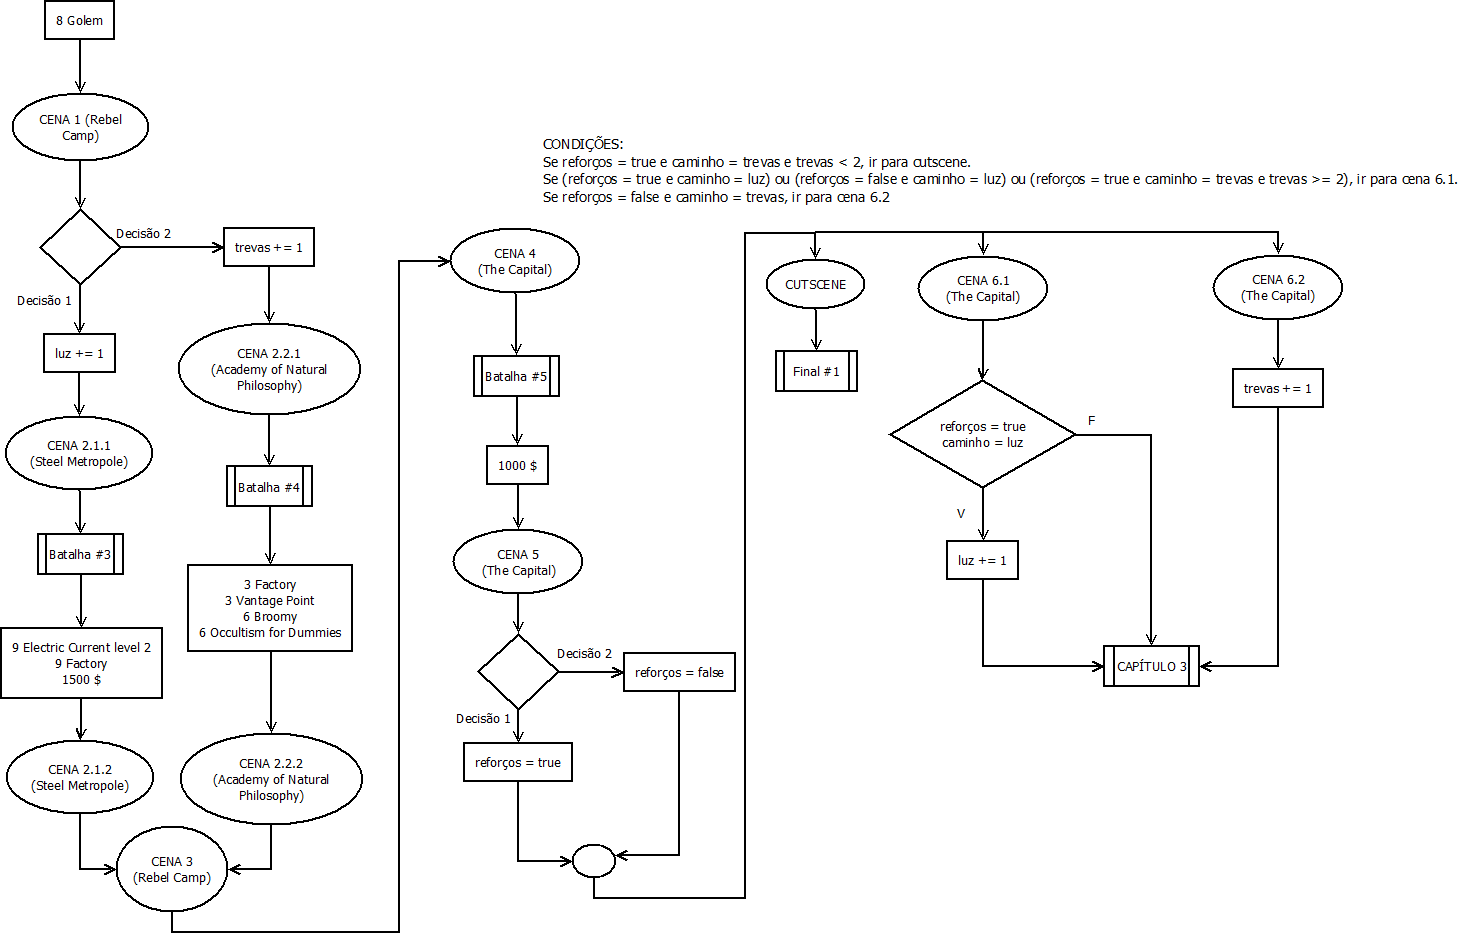 8 Golem
CENA 1 (Rebel
Camp)
Decisão 2
trevas += 1
Decisão 1
luz += 1
CENA 2.2.1
(Academy of Natural
Philosophy)
CENA 2.1.1
(Steel Metropole)
Batalha #4
Batalha #3
3 Factory
3 Vantage Point
6 Broomy
6 Occultism for Dummies
9 Electric Current level 2
9 Factory
1500 $
CENA 2.1.2
(Steel Metropole)
CENA 2.2.2
(Academy of Natural
Philosophy)
CENA 3
(Rebel Camp)
CENA 4
(The Capital)
Batalha #5
1000 $
CENA 5
(The Capital)
Decisão 2
reforços = false
Decisão 1
reforços = true
CONDIÇÕES:
Se reforços = true e caminho = trevas e trevas < 2, ir para cutscene.
Se (reforços = true e caminho = luz) ou (reforços = false e caminho = luz) ou (reforços = true e caminho = trevas e trevas >= 2), ir para cena 6.1.
Se reforços = false e caminho = trevas, ir para cena 6.2
CUTSCENE
Final #1
CENA 6.1
(The Capital)
reforços = true
caminho = luz
F
V
luz += 1
CENA 6.2
(The Capital)
trevas += 1
CAPÍTULO 3